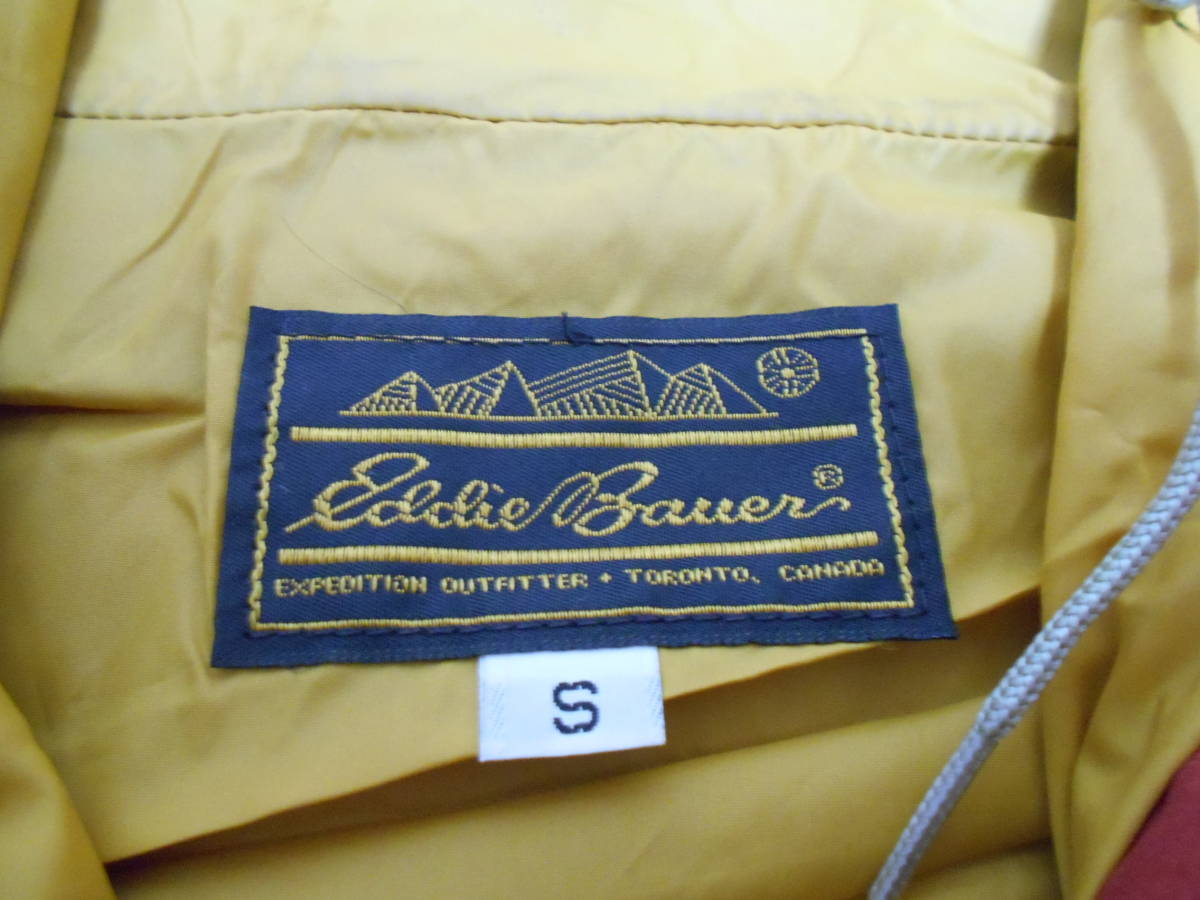 Eddie Bauer®
EXPEDITION OUTFITTER + TORONTO, CANADA
S